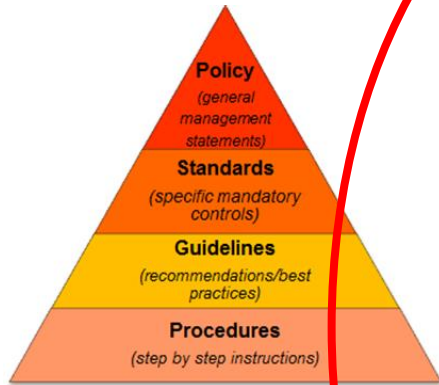 Policy
(general
management
statements)
Standards
(specific mandatory
controls)
Guidelines
(recommendations/best
practices)
Procedures
(step by step instructions)